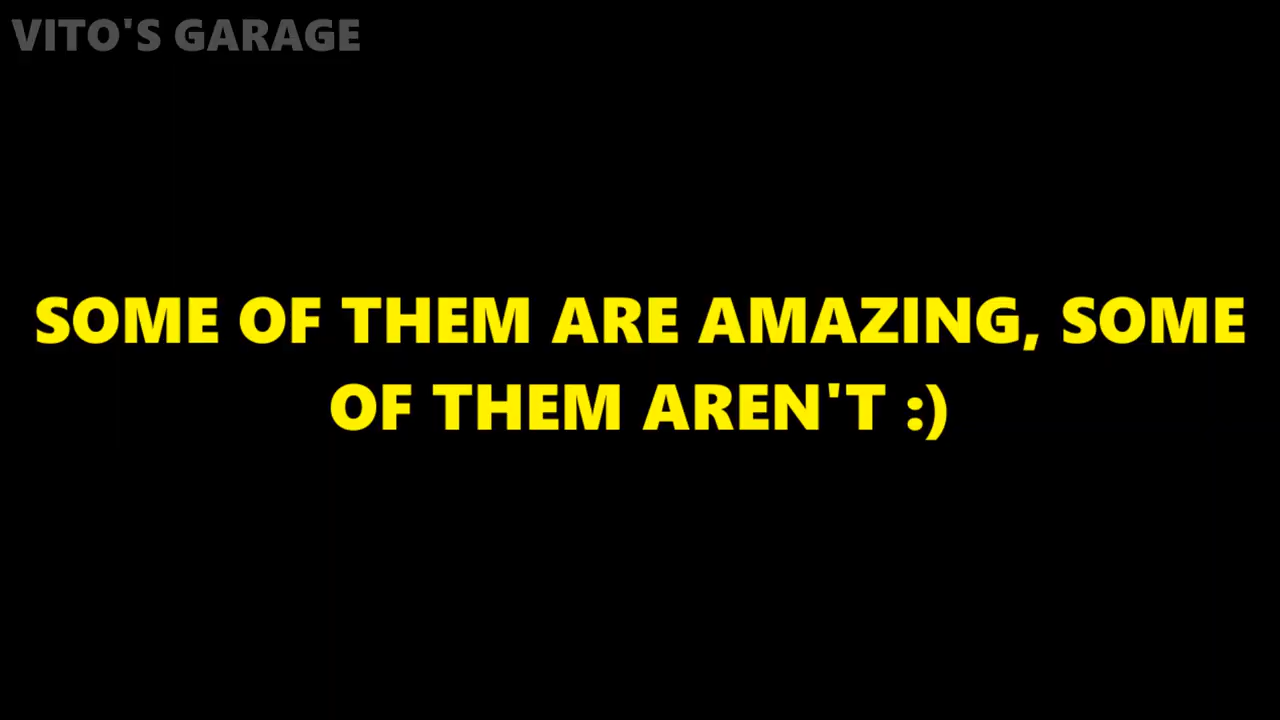 VITO'S GARAGE
SOME OF THEM ARE AMAZING, SOME
OF THEM AREN'T :)